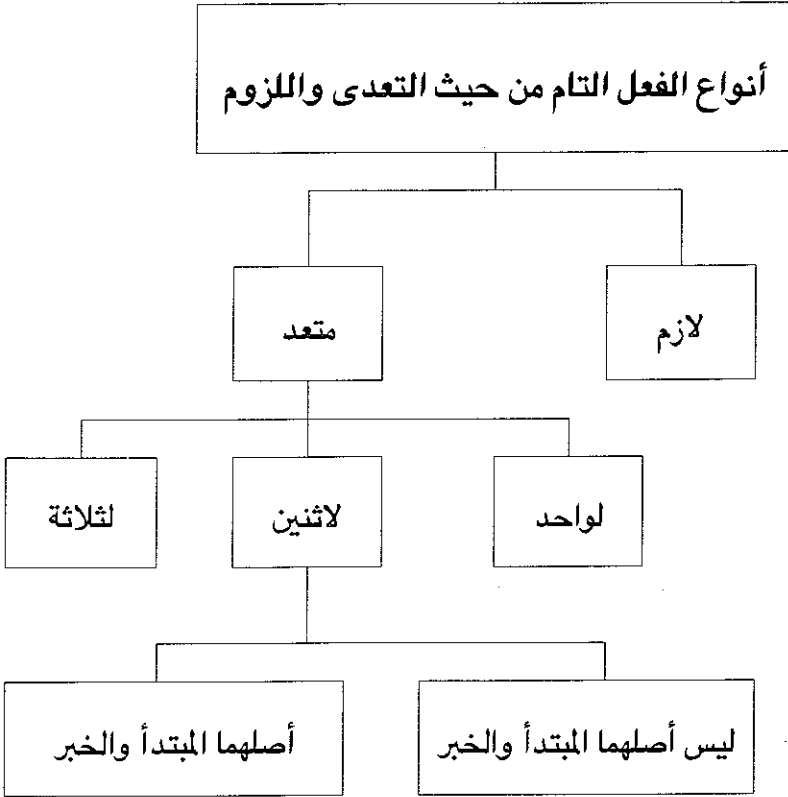 أنواع الفعل التام من حيث التعدى واللزوم
لازم
متعد
لواحد
لاثنين
لثلاثة
ليس أصلهما المبتدأ والخبر
أصلهما المبتدأ والخبر